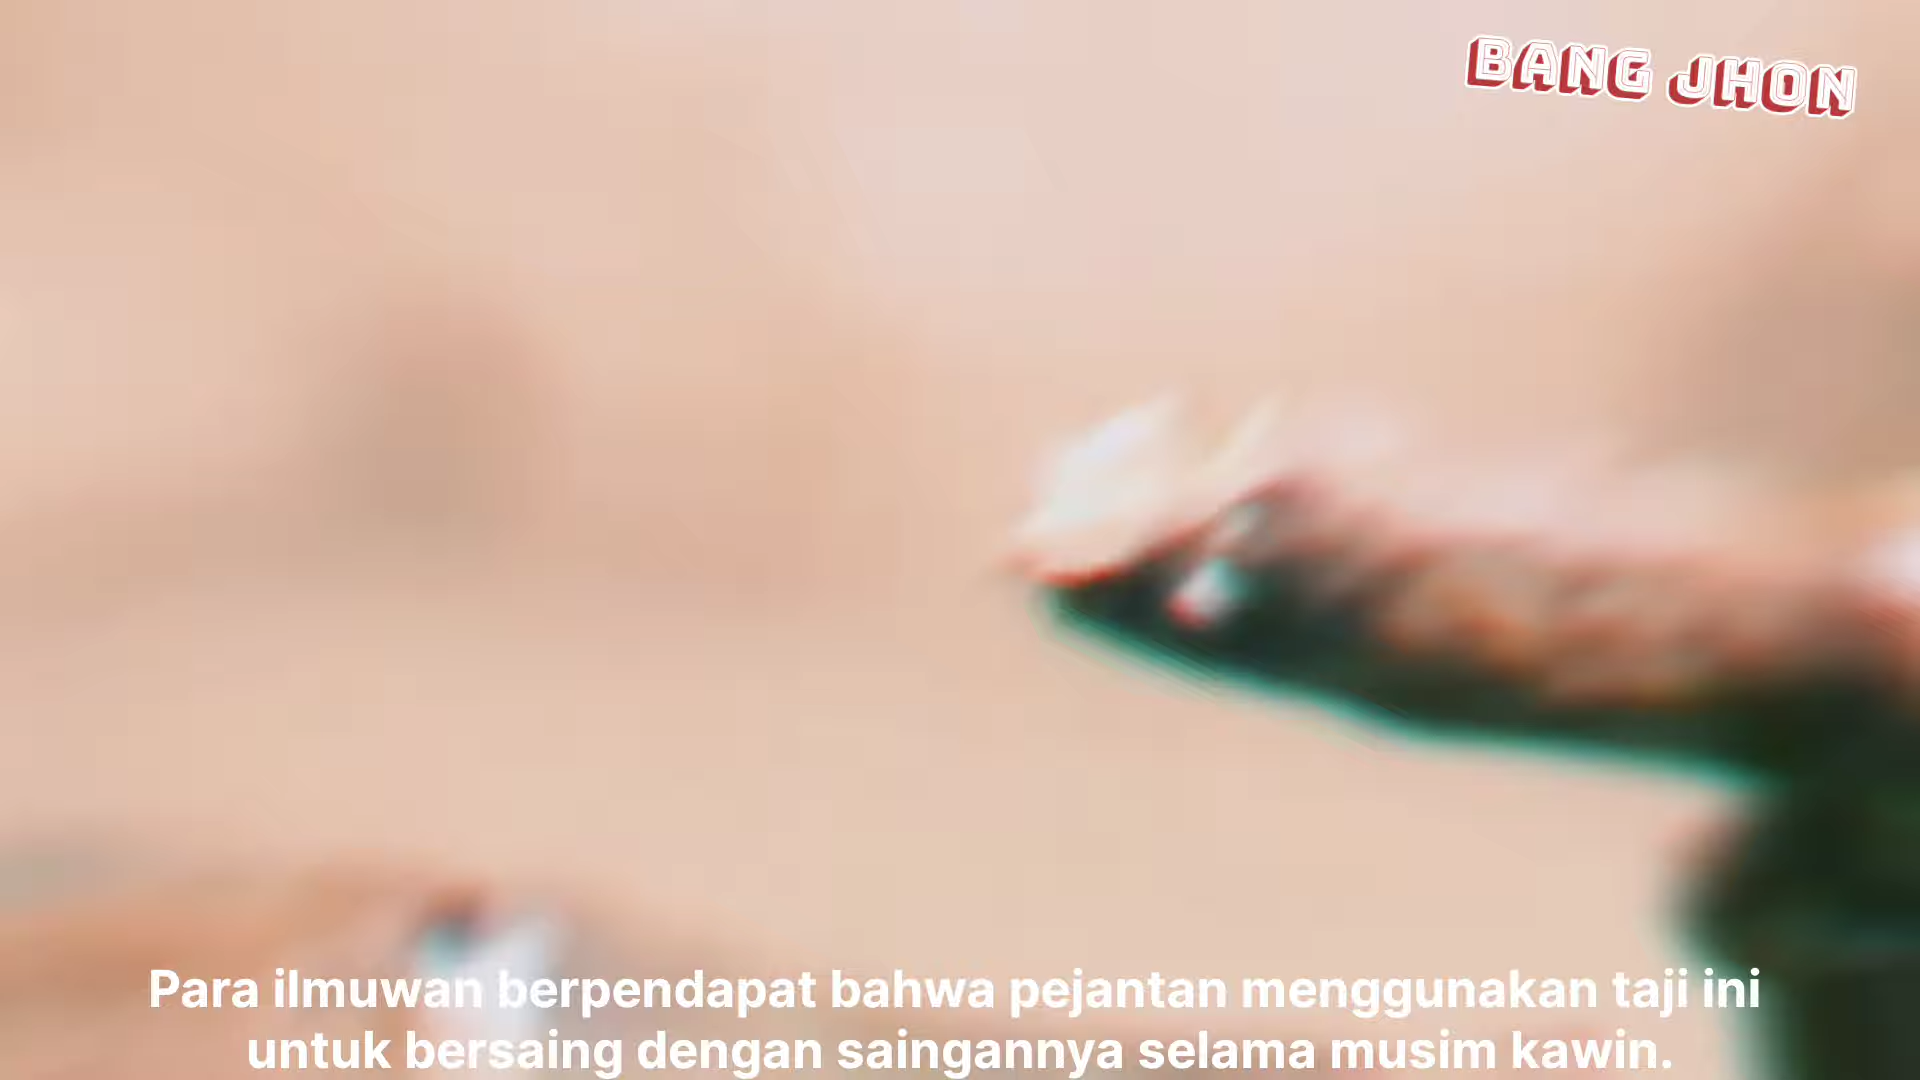 BANG JHON
Para ilmuwan berpendapat bahwa pejantan menggunakan taji ini
untuk bersaing dengan saingannya selama musim kawin.